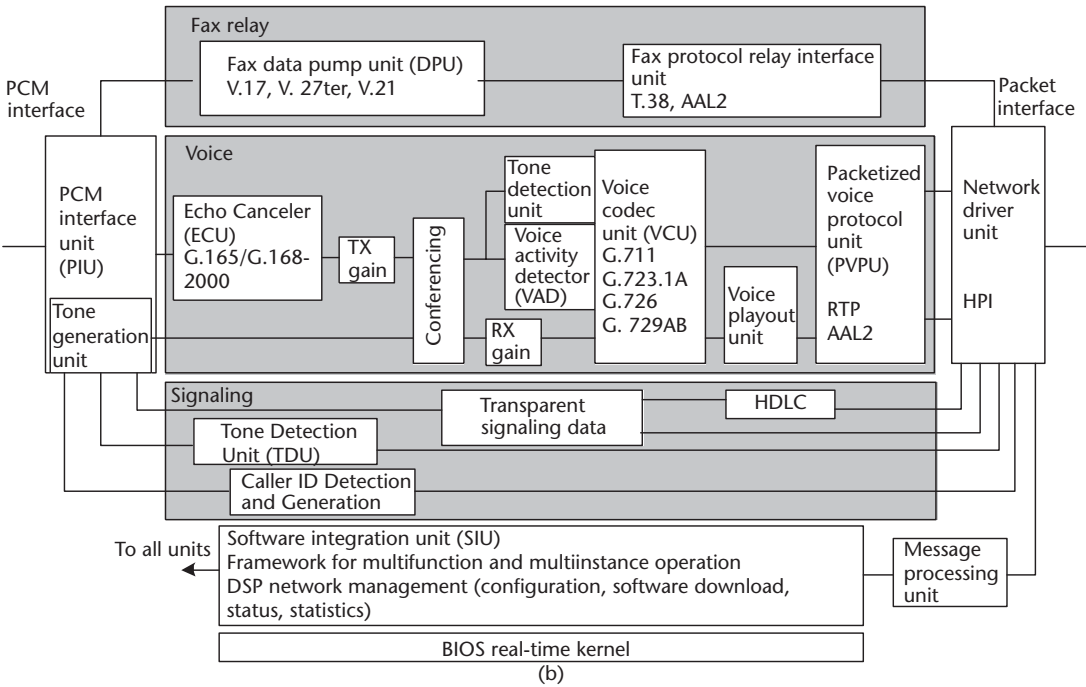 Fax relay
Fax data pump unit (DPU)
V.17, V. 27ter, V.21
Fax protocol relay interface
unit
T.38, AAL2
PCM
interface
Packet
interface
Voice
PCM
interface
unit
(PIU)
Tone
generation
unit
Echo Canceler
(ECU)
G.165/G.168-
2000
TX
gain
Conferencing
Tone
detection
unit
Voice
activity
detector
(VAD)
RX
gain
Voice
codec
unit (VCU)
G.711
G.723.1A
G.726
G. 729AB
Voice
playout
unit
Packetized
voice
protocol
unit
(PVPU)
RTP
AAL2
Network
driver
unit
HPI
Signaling
Transparent
signaling data
HDLC
Tone Detection
Unit (TDU)
Caller ID Detection
and Generation
To all units
Software integration unit (SIU)
Framework for multifunction and multiinstance operation
DSP network management (configuration, software download,
status, statistics)
Message
processing
unit
BIOS real-time kernel
(b)